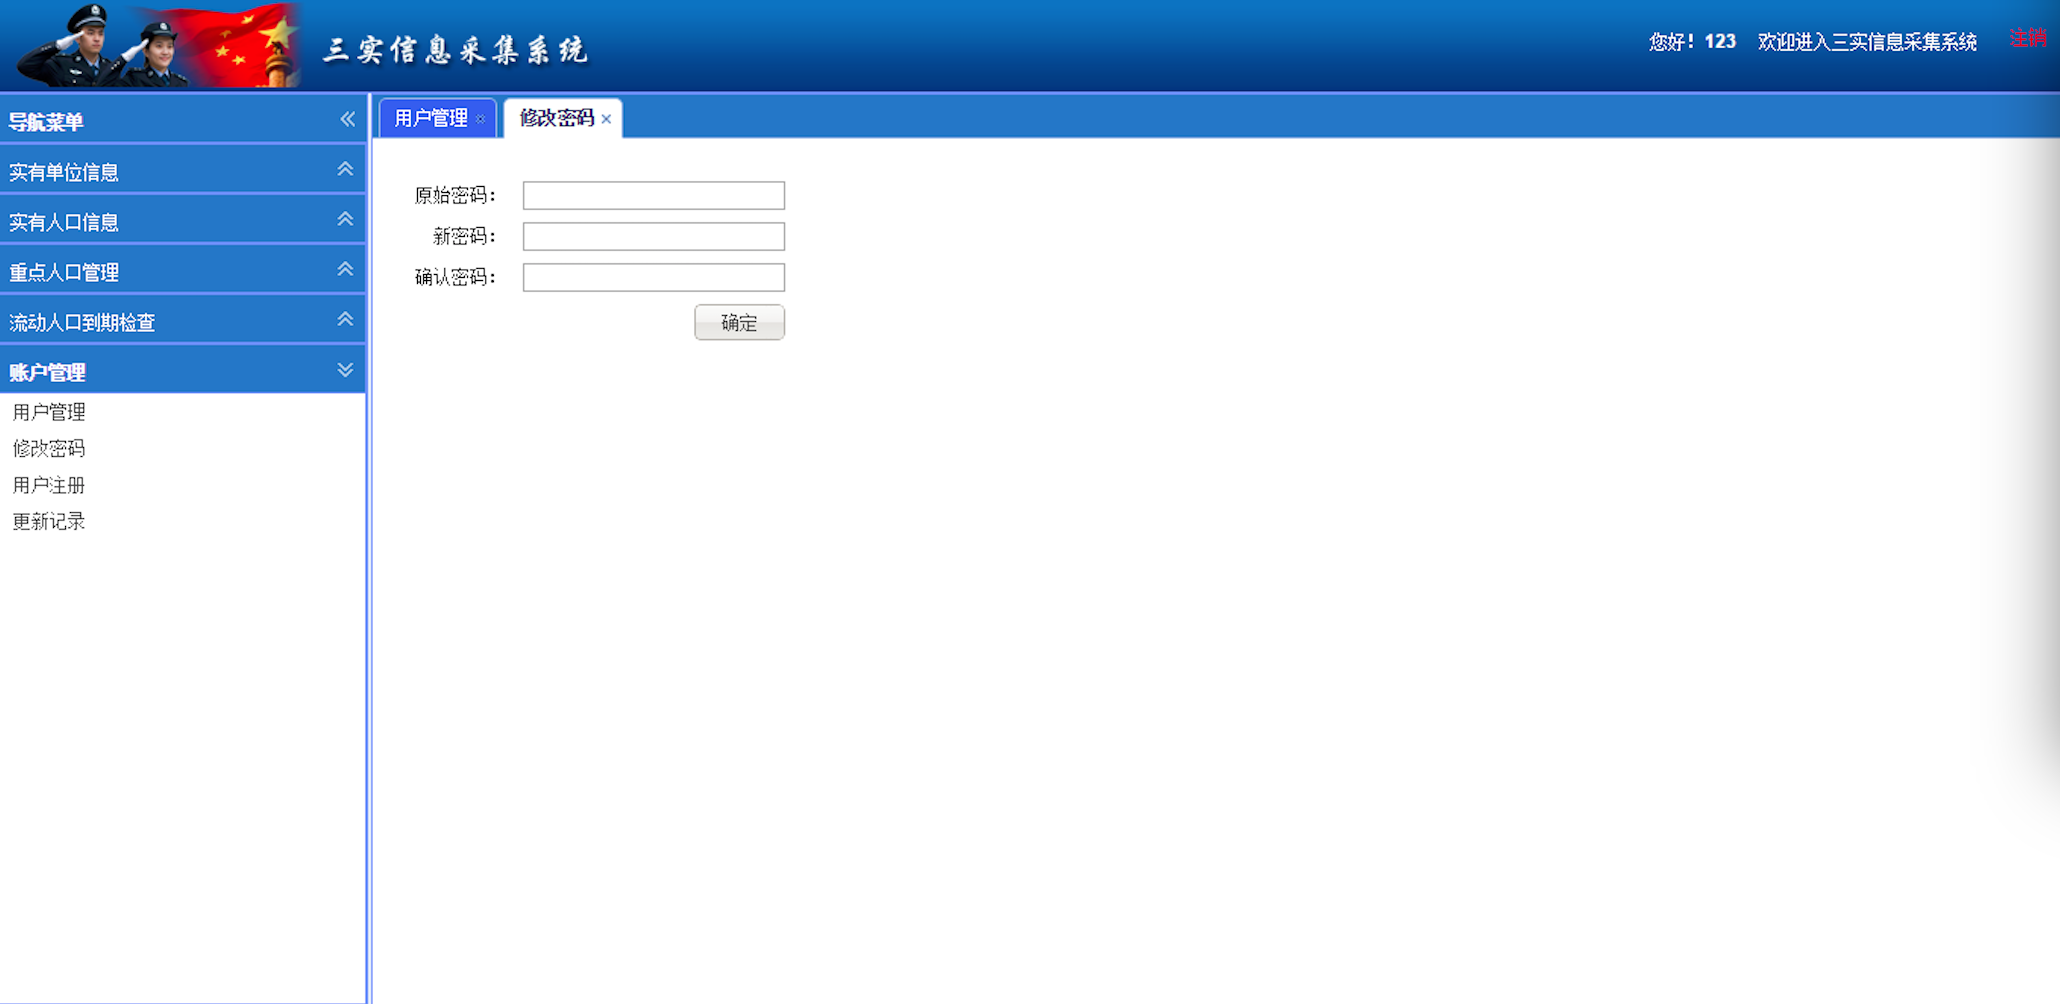 三实信息采集系统
您好！123 欢迎进入三实信息采集系统 注销
导航菜单
实有单位信息
实有人口信息
重点人口管理
流动人口到期检查
账户管理
用户管理
修改密码
用户注册
更新记录
用户管理 修改密码
原始密码：
新密码：
确认密码：
确定